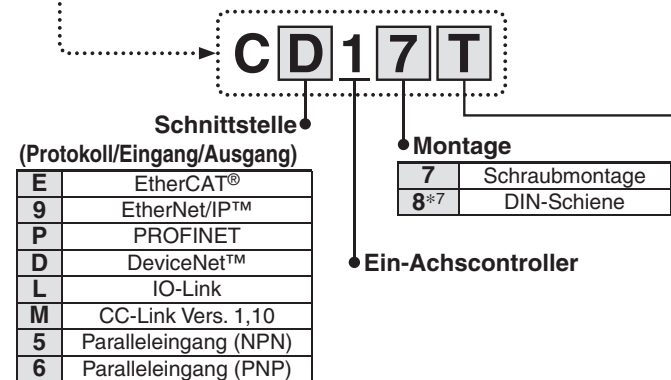 CD17T
Schnittstelle
(Protokoll/Eingang/Ausgang)
E EtherCAT®
9 EtherNet/IP™
P PROFINET
D DeviceNet™
L IO-Link
M CC-Link Vers. 1,10
5 Paralleleingang (NPN)
6 Paralleleingang (PNP)
Montage
7 Schraubmontage
8*7 DIN-Schiene
Ein-Achscontroller